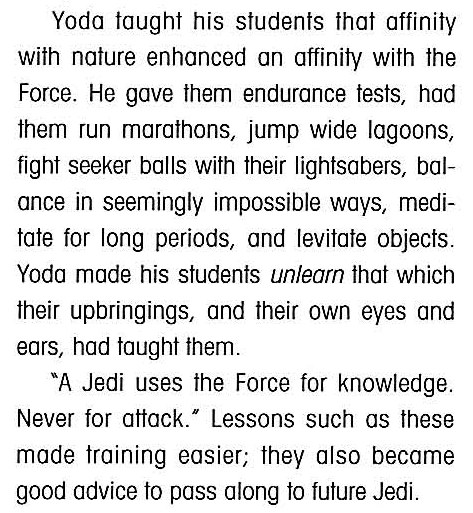 Yoda taught his students that affinity
with nature enhanced an affinity with the
Force. He gave them endurance tests, had
them run marathons, jump wide lagoons,
fight seeker balls with their lightsabers, bal-
ance in seemingly impossible ways, medi-
tate for long periods, and levitate objects.
Yoda made his students unlearn that which
their upbringings, and their own eyes and
ears, had taught them.
"A Jedi uses the Force for knowledge.
Never for attack." Lessons such as these
made training easier; they also became
good advice to pass along to future Jedi.